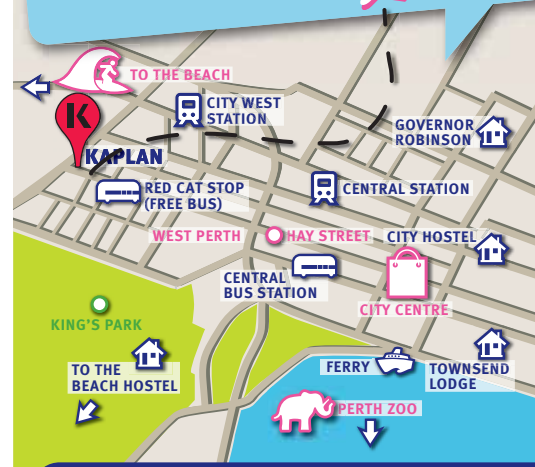 TO THE BEACH
CITY WEST
STATION
GOVERNOR
ROBINSON
K
KAPLAN
RED CAT STOP
(FREE BUS)
CENTRAL STATION
WEST PERTH
HAY STREET
CITY HOSTEL
CENTRAL
BUS STATION
CITY CENTRE
KING'S PARK
TO THE
BEACH HOSTEL
FERRY
TOWNSEND
LODGE
PERTH ZOO